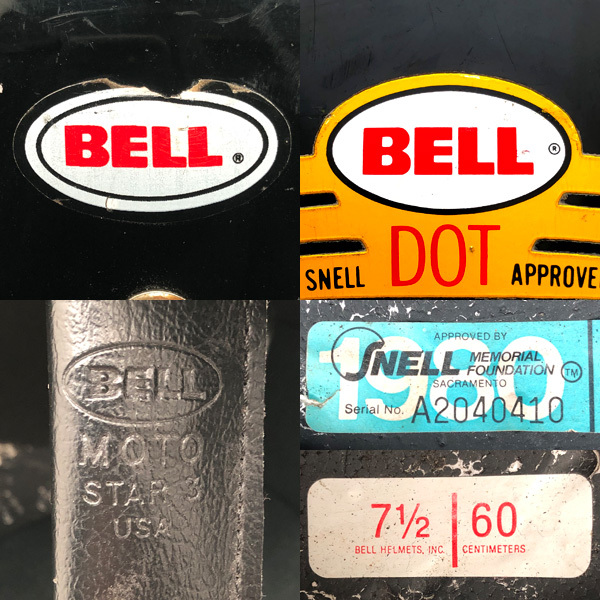 BELL®
BELL®
SNELL DOT APPROVE
BELL
MOTO
STAR 3
USA
1980
APPROVED BY
SNELL MEMORIAL
FOUNDATION TM
SACRAMENTO
Serial No. A2040410
7½ 60
BELL HELMETS, INC. CENTIMETERS